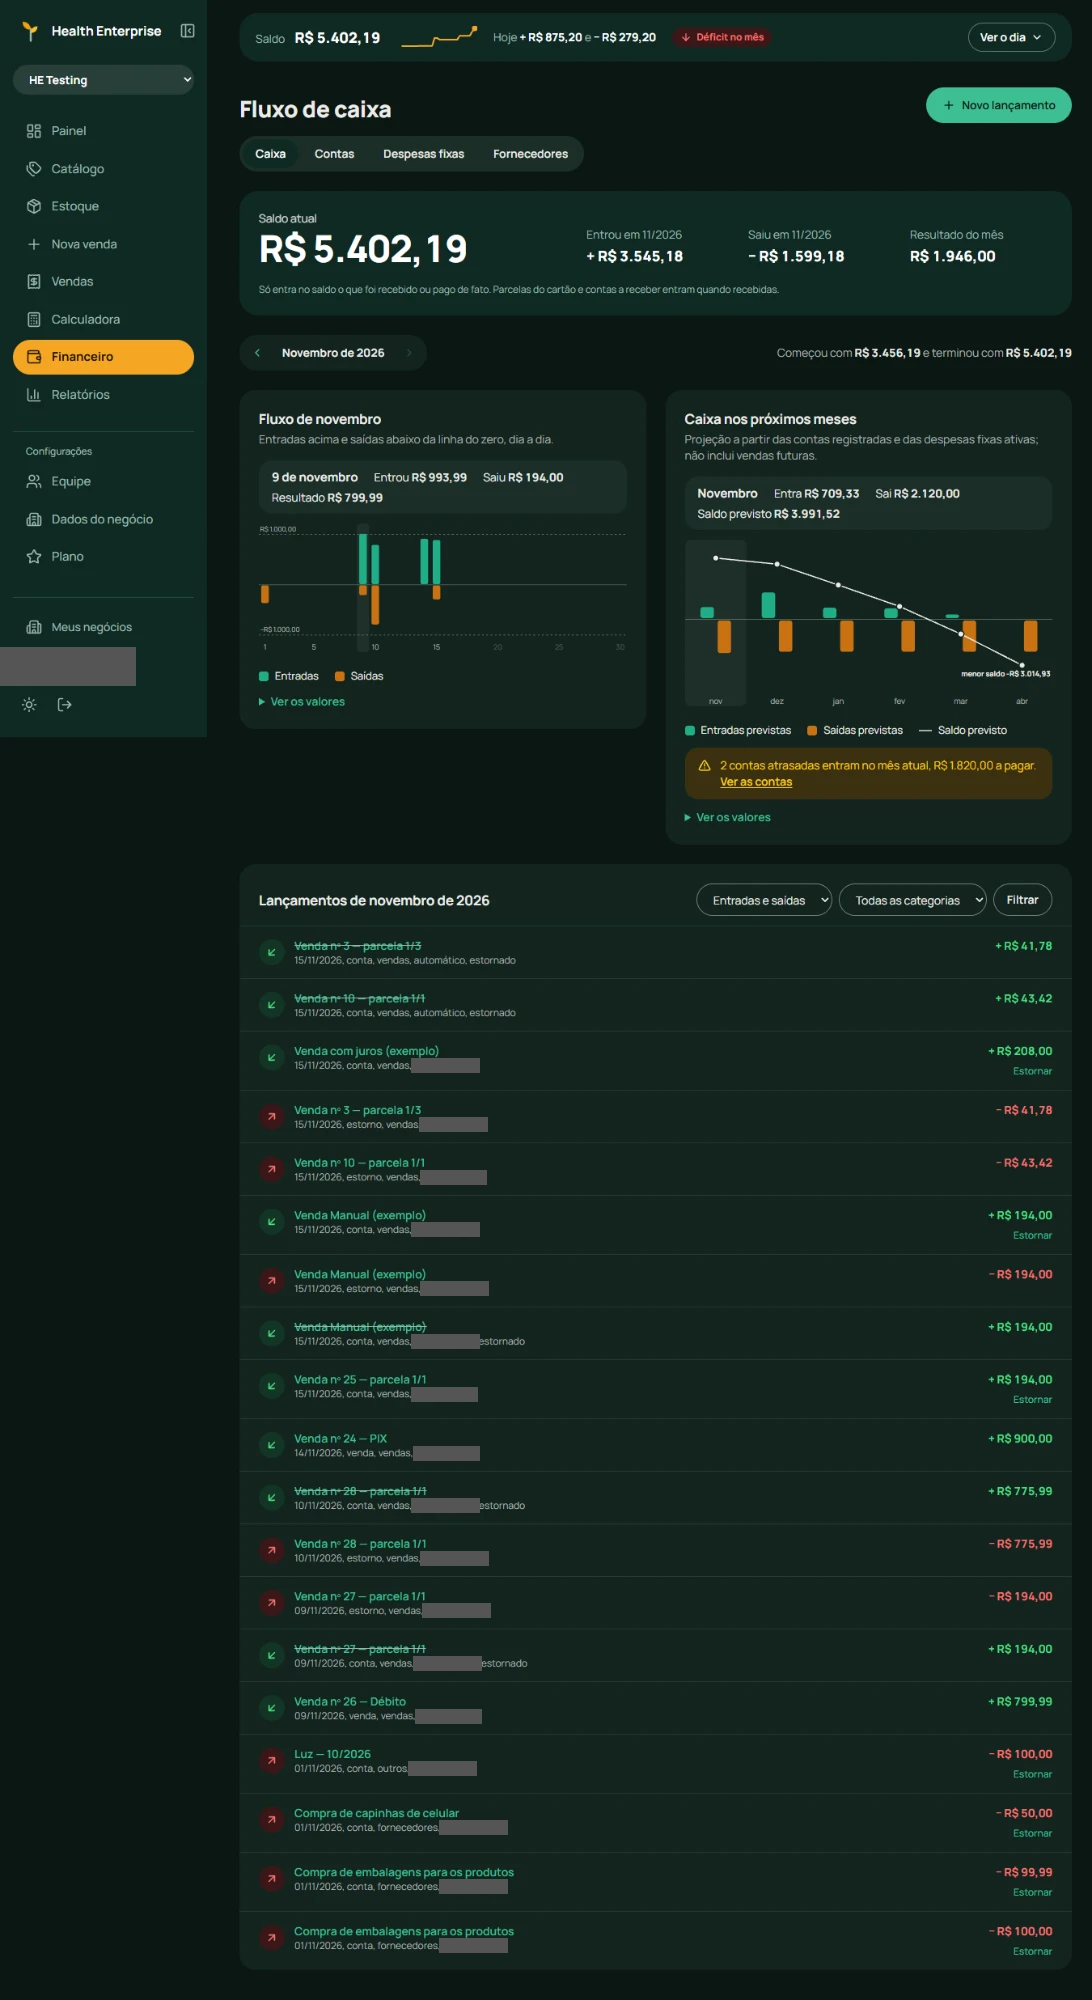 Health Enterprise
HE Testing
Painel
Catálogo
Estoque
Nova venda
Vendas
Calculadora
Financeiro
Relatórios
Configurações
Equipe
Dados do negócio
Plano
Meus negócios
Saldo R$ 5.402,19 Hoje + R$ 875,20 e − R$ 279,20 Déficit no mês Ver o dia
Fluxo de caixa
Novo lançamento
Caixa Contas Despesas fixas Fornecedores
Saldo atual
R$ 5.402,19
Entrou em 11/2026
+ R$ 3.545,18
Saiu em 11/2026
− R$ 1.599,18
Resultado do mês
R$ 1.946,00
Só entra no saldo o que foi recebido ou pago de fato. Parcelas do cartão e contas a receber entram quando recebidas.
Novembro de 2026
Começou com R$ 3.456,19 e terminou com R$ 5.402,19
Fluxo de novembro
Entradas acima e saídas abaixo da linha do zero, dia a dia.
9 de novembro Entrou R$ 993,99 Saiu R$ 194,00
Resultado R$ 799,99
R$ 1.000,00
−R$ 1.000,00
1 5 10 15 20 25 30
Entradas Saídas
Ver os valores
Caixa nos próximos meses
Projeção a partir das contas registradas e das despesas fixas ativas;
não inclui vendas futuras.
Novembro Entra R$ 709,33 Sai R$ 2.120,00
Saldo previsto R$ 3.991,52
menor saldo −R$ 3.014,93
nov dez jan fev mar abr
Entradas previstas Saídas previstas Saldo previsto
2 contas atrasadas entram no mês atual, R$ 1.820,00 a pagar.
Ver as contas
Ver os valores
Lançamentos de novembro de 2026
Entradas e saídas Todas as categorias Filtrar
Venda nº 3 — parcela 1/3 + R$ 41,78
15/11/2026, conta, vendas, automático, estornado
Venda nº 10 — parcela 1/1 + R$ 43,42
15/11/2026, conta, vendas, automático, estornado
Venda com juros (exemplo) + R$ 208,00
15/11/2026, conta, vendas, Estornar
Venda nº 3 — parcela 1/3 − R$ 41,78
15/11/2026, estorno, vendas
Venda nº 10 — parcela 1/1 − R$ 43,42
15/11/2026, estorno, vendas,
Venda Manual (exemplo) + R$ 194,00
15/11/2026, conta, vendas, Estornar
Venda Manual (exemplo) − R$ 194,00
15/11/2026, estorno, vendas,
Venda Manual (exemplo) + R$ 194,00
15/11/2026, conta, vendas, estornado
Venda nº 25 — parcela 1/1 + R$ 194,00
15/11/2026, conta, vendas, Estornar
Venda nº 24 — PIX + R$ 900,00
14/11/2026, venda, vendas,
Venda nº 28 — parcela 1/1 + R$ 775,99
10/11/2026, conta, vendas, estornado
Venda nº 28 — parcela 1/1 − R$ 775,99
10/11/2026, estorno, vendas,
Venda nº 27 — parcela 1/1 − R$ 194,00
09/11/2026, estorno, vendas
Venda nº 27 — parcela 1/1 + R$ 194,00
09/11/2026, conta, vendas, estornado
Venda nº 26 — Débito + R$ 799,99
09/11/2026, venda, vendas,
Luz — 10/2026 − R$ 100,00
01/11/2026, conta, outros, Estornar
Compra de capinhas de celular − R$ 50,00
01/11/2026, conta, fornecedores, Estornar
Compra de embalagens para os produtos − R$ 99,99
01/11/2026, conta, fornecedores, Estornar
Compra de embalagens para os produtos − R$ 100,00
01/11/2026, conta, fornecedores, Estornar